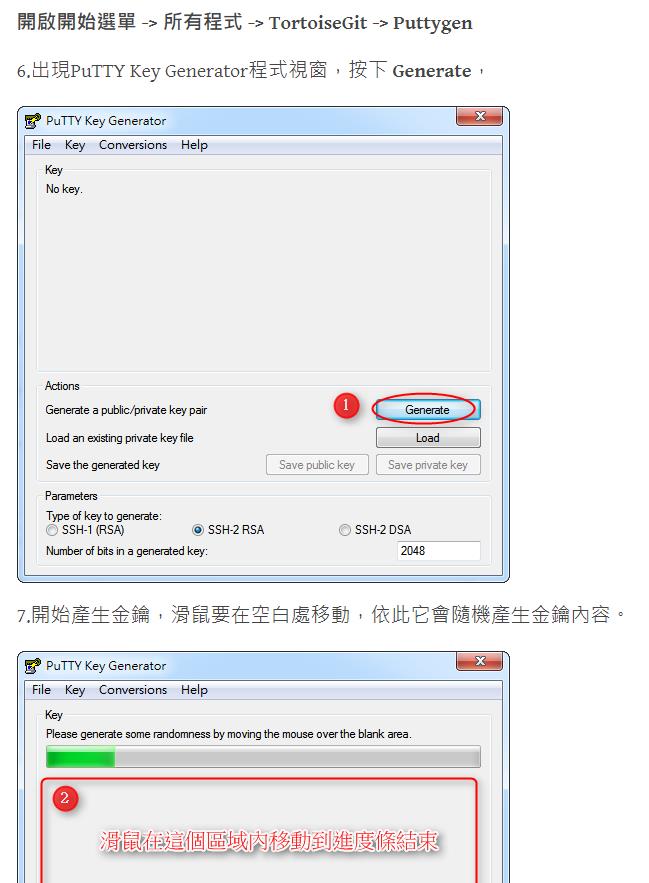 開啟開始選單 -> 所有程式 -> TortoiseGit -> Puttygen
6.出現PuTTY Key Generator程式視窗，按下 Generate，
PuTTY Key Generator
File Key Conversions Help
Key
No key.
Actions
Generate a public/private key pair
1
Generate
Load an existing private key file
Load
Save the generated key
Save public key
Save private key
Parameters
Type of key to generate:
SSH-1 (RSA)
SSH-2 RSA
SSH-2 DSA
Number of bits in a generated key:
2048
7.開始產生金鑰，滑鼠要在空白處移動，依此它會隨機產生金鑰內容。
PuTTY Key Generator
File Key Conversions Help
Key
Please generate some randomness by moving the mouse over the blank area.
2
滑鼠在這個區域內移動到進度條結束